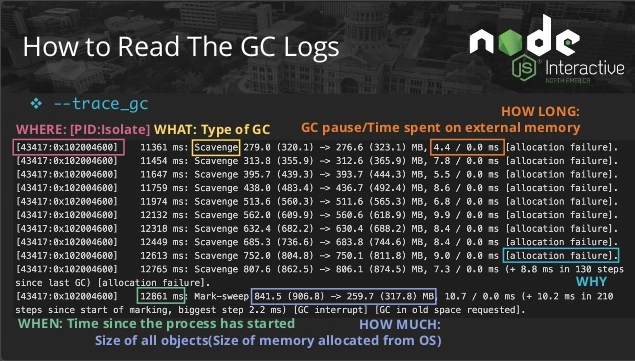 How to Read The GC Logs
node
JS
Interactive
NORTH AMERICA
❖ --trace_gc
HOW LONG:
WHERE: [PID:Isolate] WHAT: Type of GC GC pause/Time spent on external memory
[43417:0x102004600] 11361 ms: Scavenge 279.0 (320.1) -> 276.6 (323.1) MB, 4.4 / 0.0 ms [allocation failure].
[43417:0x102004600] 11454 ms: Scavenge 313.8 (355.9) -> 312.6 (365.9) MB, 7.8 / 0.0 ms [allocation failure].
[43417:0x102004600] 11647 ms: Scavenge 395.7 (439.3) -> 393.7 (444.3) MB, 5.5 / 0.0 ms [allocation failure].
[43417:0x102004600] 11759 ms: Scavenge 438.0 (483.4) -> 436.7 (492.4) MB, 8.6 / 0.0 ms [allocation failure].
[43417:0x102004600] 11974 ms: Scavenge 513.6 (560.3) -> 511.6 (565.3) MB, 6.8 / 0.0 ms [allocation failure].
[43417:0x102004600] 12132 ms: Scavenge 562.0 (609.9) -> 560.6 (618.9) MB, 9.9 / 0.0 ms [allocation failure].
[43417:0x102004600] 12318 ms: Scavenge 632.4 (682.2) -> 630.4 (688.2) MB, 8.4 / 0.0 ms [allocation failure].
[43417:0x102004600] 12449 ms: Scavenge 685.3 (736.6) -> 683.8 (744.6) MB, 8.4 / 0.0 ms [allocation failure].
[43417:0x102004600] 12613 ms: Scavenge 752.0 (804.8) -> 750.1 (811.8) MB, 9.0 / 0.0 ms [allocation failure].
[43417:0x102004600] 12765 ms: Scavenge 807.6 (862.5) -> 806.1 (874.5) MB, 7.3 / 0.0 ms (+ 8.8 ms in 130 steps
since last GC) [allocation failure].
WHY
[43417:0x102004600] 12861 ms: Mark-sweep 841.5 (906.8) -> 259.7 (317.8) MB, 10.7 / 0.0 ms (+ 10.2 ms in 210
steps since start of marking, biggest step 2.2 ms) [GC interrupt] [GC in old space requested].
WHEN: Time since the process has started HOW MUCH:
Size of all objects(Size of memory allocated from OS)